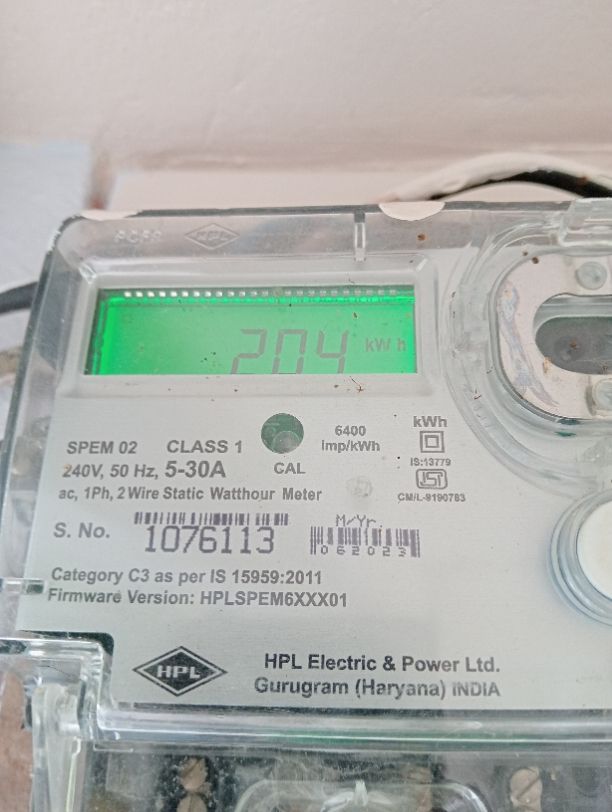 HPL
204 kWh
6400
imp/kWh
kWh
SPEM 02 CLASS 1
CAL
IS:13779
240V, 50 Hz, 5-30A
ac, 1Ph, 2 Wire Static Watthour Meter
CM/L-9190783
M/Yr.
S. No. 1076113
062023
Category C3 as per IS 15959:2011
Firmware Version: HPLSPEM6XXX01
HPL
HPL Electric & Power Ltd.
Gurugram (Haryana) INDIA